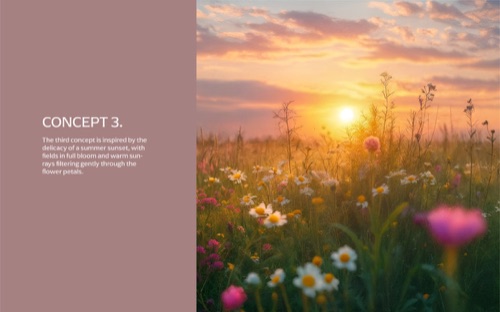 CONCEPT 3.
The third concept is inspired by the
delicacy of a summer sunset, with
fields in full bloom and warm sun-
rays filtering gently through the
flower petals.